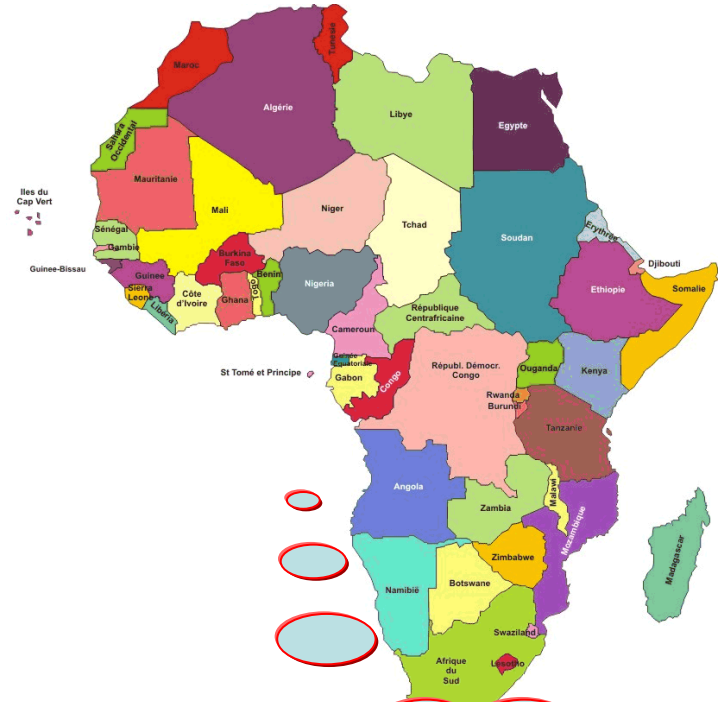 Maroc
Tunisie
Algérie
Libye
Egypte
Sahara
Occidental
Mauritanie
Mali
Niger
Tchad
Soudan
Erythrée
Iles du
Cap Vert
Sénégal
Gambie
Guinee-Bissau
Guinee
Sierra
Leone
Libéria
Côte
d'Ivoire
Burkina
Faso
Ghana
Togo
Benin
Nigeria
Djibouti
Ethiopie
Somalie
République
Centrafricaine
Cameroun
Guinée
Equatoriale
St Tomé et Principe
Gabon
Congo
Républ. Démocr.
Congo
Ouganda
Kenya
Rwanda
Burundi
Tanzanie
Angola
Zambia
Malawi
Mozambique
Madagascar
Zimbabwe
Namibië
Botswane
Swaziland
Lesotho
Afrique
du
Sud